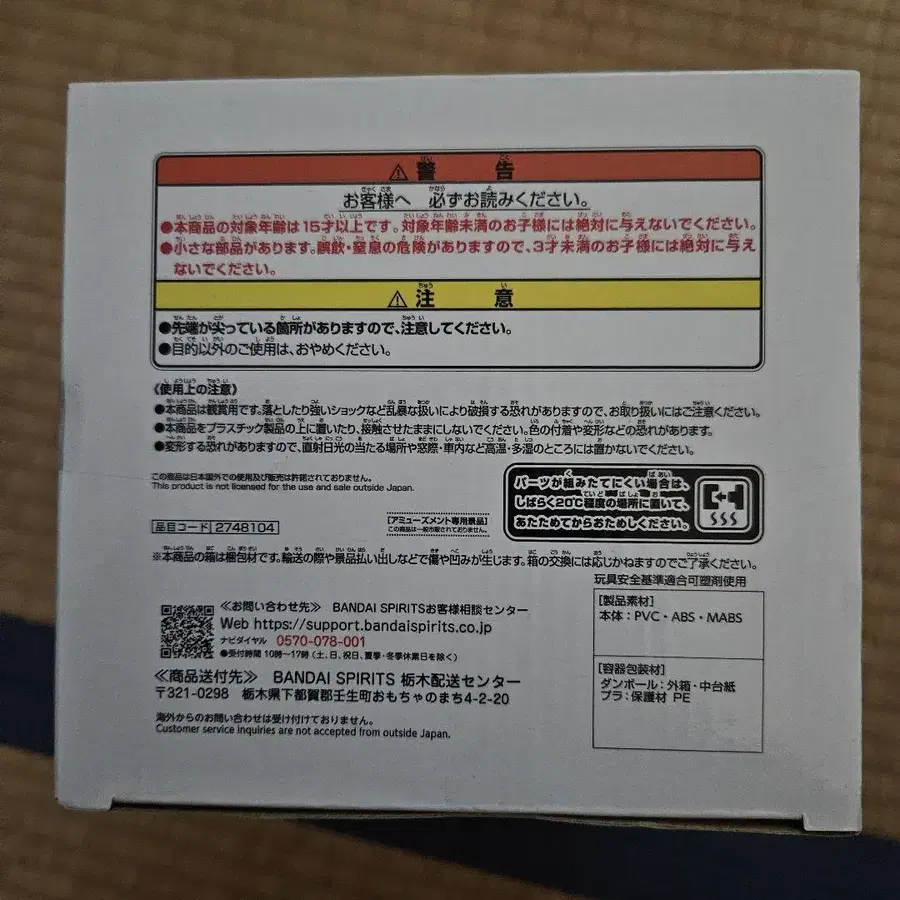 ⚠警 告
お客様へ 必ずお読みください。
●本商品の対象年齢は15才以上です。対象年齢未満のお子様には絶対に与えないでください。
●小さな部品があります。誤飲・窒息の危険がありますので、3才未満のお子様には絶対に与え
ないでください。
⚠注 意
●先端が尖っている箇所がありますので、注意してください。
●目的以外のご使用は、おやめください。
《使用上の注意》
●本商品は観賞用です。落としたり強いショックなど乱暴な扱いにより破損する恐れがありますので、お取り扱いにはご注意ください。
●本商品をプラスチック製品の上に置いたり、接触させたままにしないでください。色の付着や変形などの恐れがあります。
●変形する恐れがありますので、直射日光の当たる場所や窓際・車内など高温・多湿のところには置かないでください。
この商品は日本国外での使用及び販売は許諾されておりません。
This product is not licensed for the use and sale outside Japan.
パーツが組みたてにくい場合は、
しばらく20℃程度の場所に置いて、
あたためてからおためしください。
品目コード 2748104
[アミューズメント専用景品]
この商品は一般市販されておりません。
※本商品の箱は梱包材です。輸送の際や景品払い出しなどで傷や凹みが生じます。箱の交換には応じかねますのでご了承ください。
玩具安全基準適合可塑剤使用
《お問い合わせ先》 BANDAI SPIRITSお客様相談センター
Web https://support.bandaispirits.co.jp
ナビダイヤル 0570-078-001
●受付時間 10時〜17時(土、日、祝日、夏季・冬季休業日を除く)
《商品送付先》 BANDAI SPIRITS 栃木配送センター
〒321-0298 栃木県下都賀郡壬生町おもちゃのまち4-2-20
海外からのお問い合わせは受け付けておりません。
Customer service inquiries are not accepted from outside Japan.
[製品素材]
本体:PVC・ABS・MABS
[容器包装材]
ダンボール:外箱・中台紙
プラ:保護材 PE